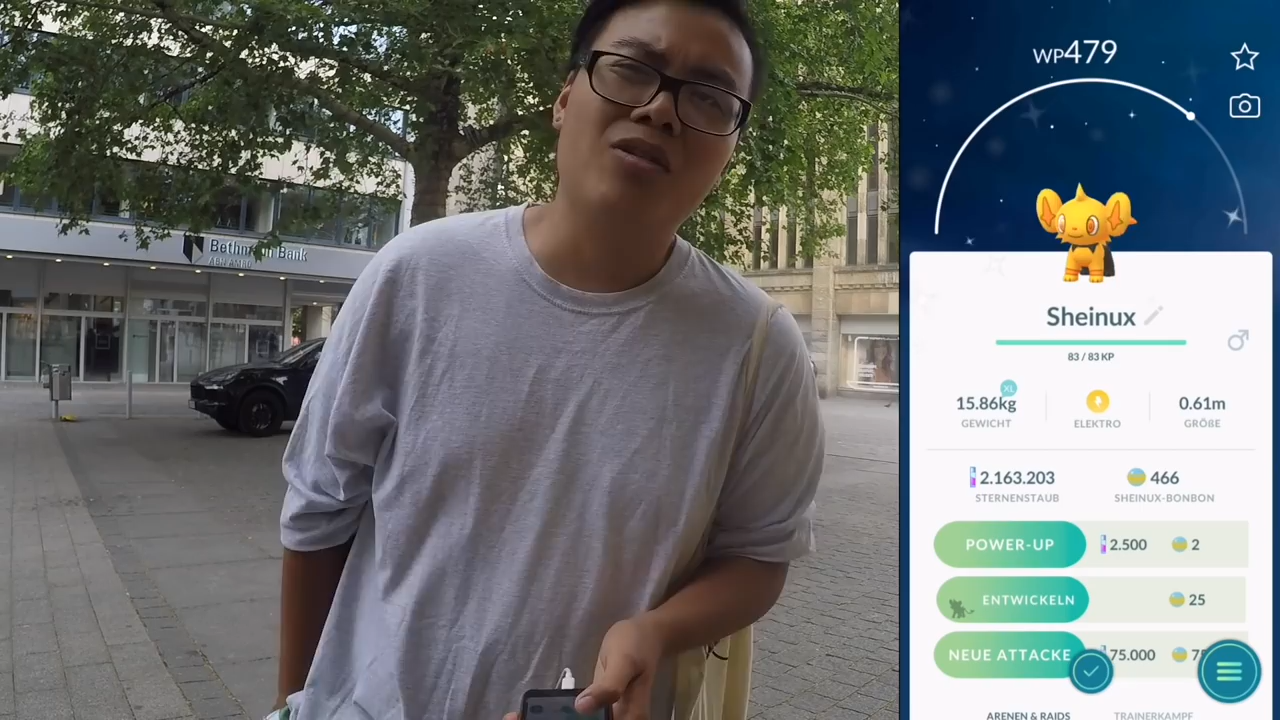 Bethmann Bank
ABN AMRO
WP479
Sheinux
83 / 83 KP
XL
15.86kg
GEWICHT
ELEKTRO
0.61m
GRÖSSE
2.163.203
STERNENSTAUB
466
SHEINUX-BONBON
POWER-UP
2.500
2
ENTWICKELN
25
NEUE ATTACKE
75.000
ARENEN & RAIDS
TRAINERKAMPF